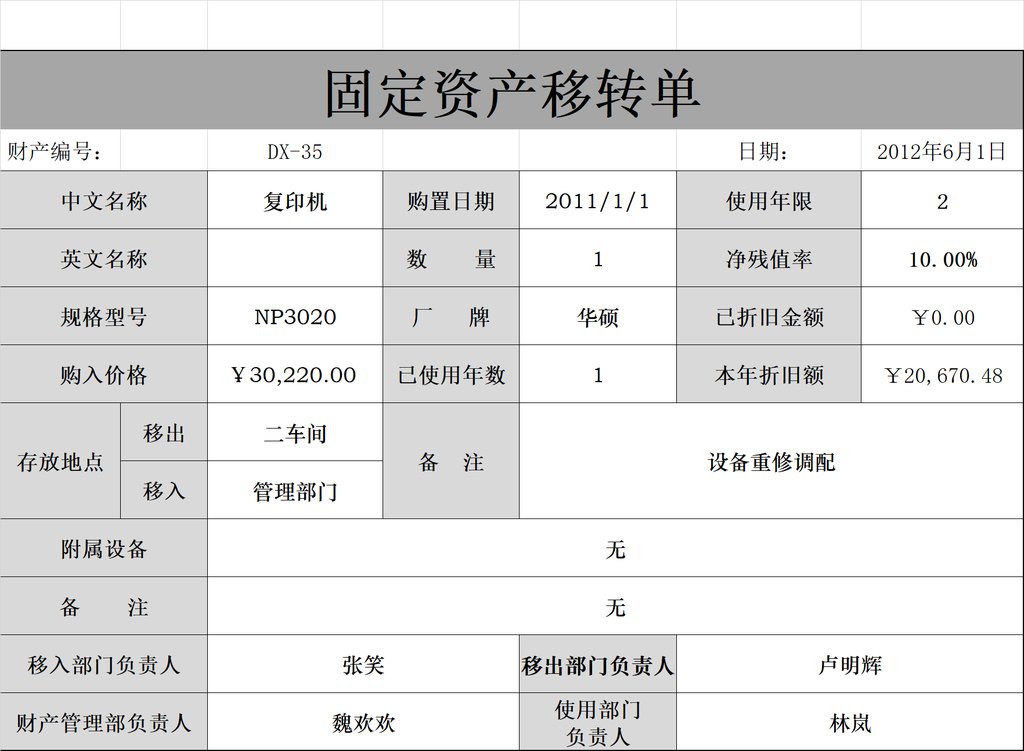 固定资产移转单
财产编号: DX-35 日期: 2012年6月1日
中文名称 复印机 购置日期 2011/1/1 使用年限 2
英文名称 数 量 1 净残值率 10.00%
规格型号 NP3020 厂 牌 华硕 已折旧金额 ￥0.00
购入价格 ￥30,220.00 已使用年数 1 本年折旧额 ￥20,670.48
存放地点 移出 二车间 备 注 设备重修调配
移入 管理部门
附属设备 无
备 注 无
移入部门负责人 张笑 移出部门负责人 卢明辉
财产管理部负责人 魏欢欢 使用部门 林岚
负责人